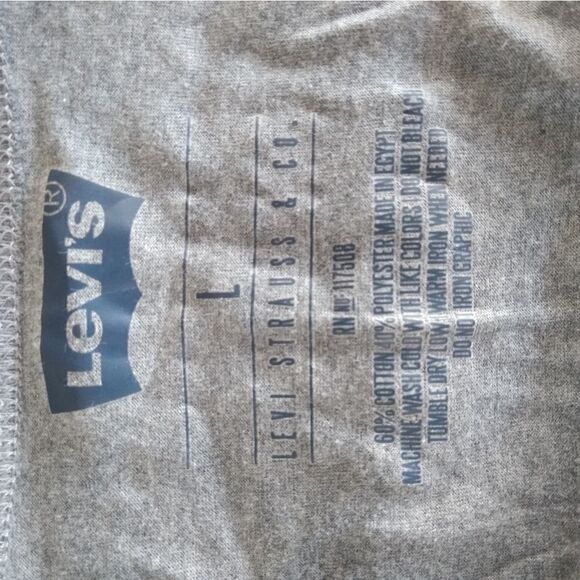 Levi's®
L
LEVI STRAUSS & CO.
RN No 117508
60% COTTON 40% POLYESTER MADE IN EGYPT
MACHINE WASH COLD WITH LIKE COLORS DO NOT BLEACH
TUMBLE DRY LOW WARM IRON WHEN NEEDED
DO NOT IRON GRAPHIC